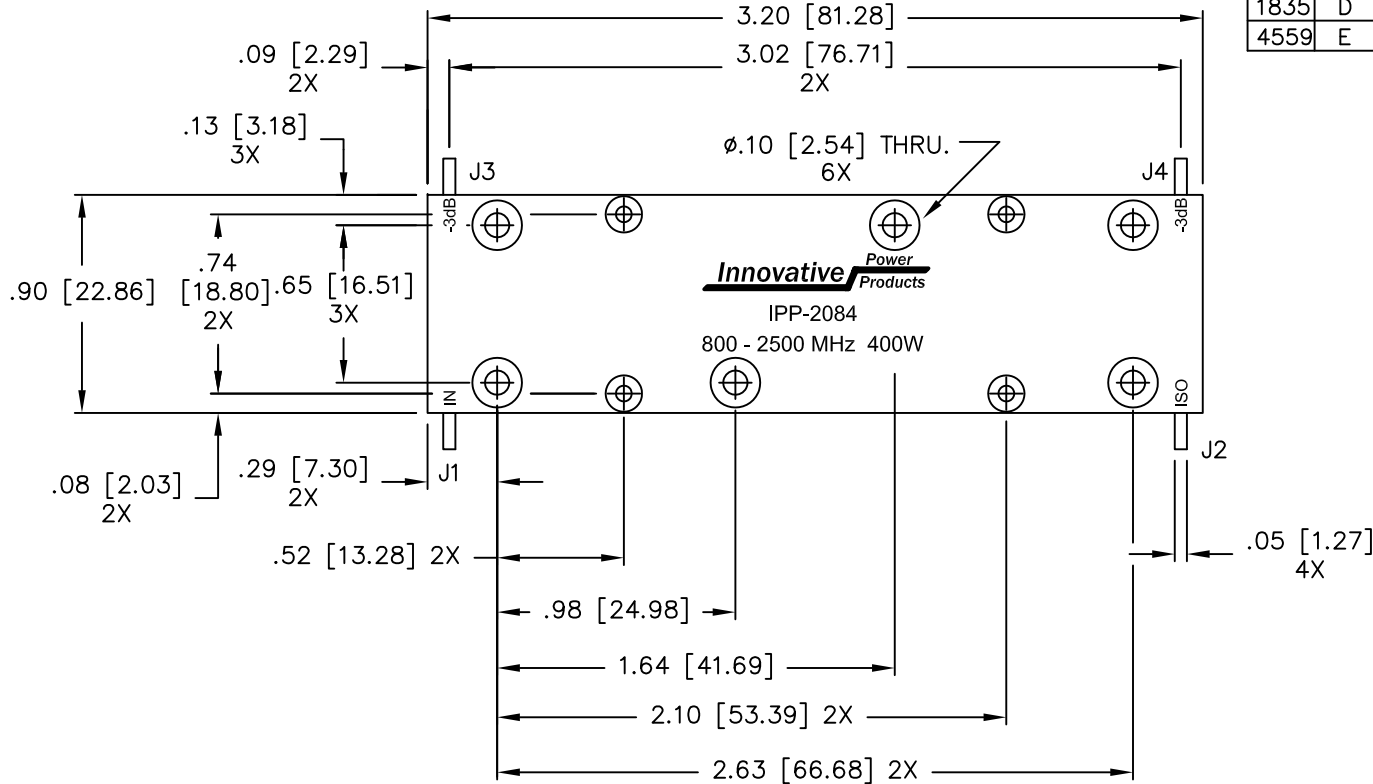 3.20 [81.28]
1835 D
4559 E
.09 [2.29]
2X
3.02 [76.71]
2X
.13 [3.18]
3X
ø.10 [2.54] THRU.
6X
J3
J4
-3dB
-3dB
.90 [22.86]
.74
[18.80]
2X
.65 [16.51]
3X
Innovative Power
Products
IPP-2084
800 - 2500 MHz 400W
IN
ISO
J1
J2
.08 [2.03]
2X
.29 [7.30]
2X
.52 [13.28] 2X
.05 [1.27]
4X
.98 [24.98]
1.64 [41.69]
2.10 [53.39] 2X
2.63 [66.68] 2X